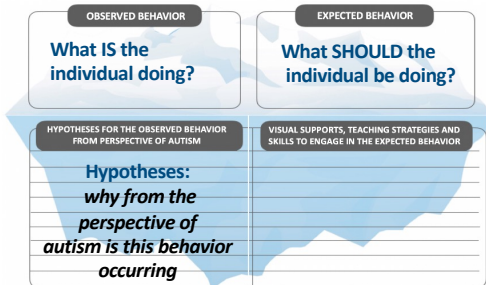 OBSERVED BEHAVIOR
What IS the
individual doing?
EXPECTED BEHAVIOR
What SHOULD the
individual be doing?
HYPOTHESES FOR THE OBSERVED BEHAVIOR
FROM PERSPECTIVE OF AUTISM
Hypotheses:
why from the
perspective of
autism is this behavior
occurring
VISUAL SUPPORTS, TEACHING STRATEGIES AND
SKILLS TO ENGAGE IN THE EXPECTED BEHAVIOR